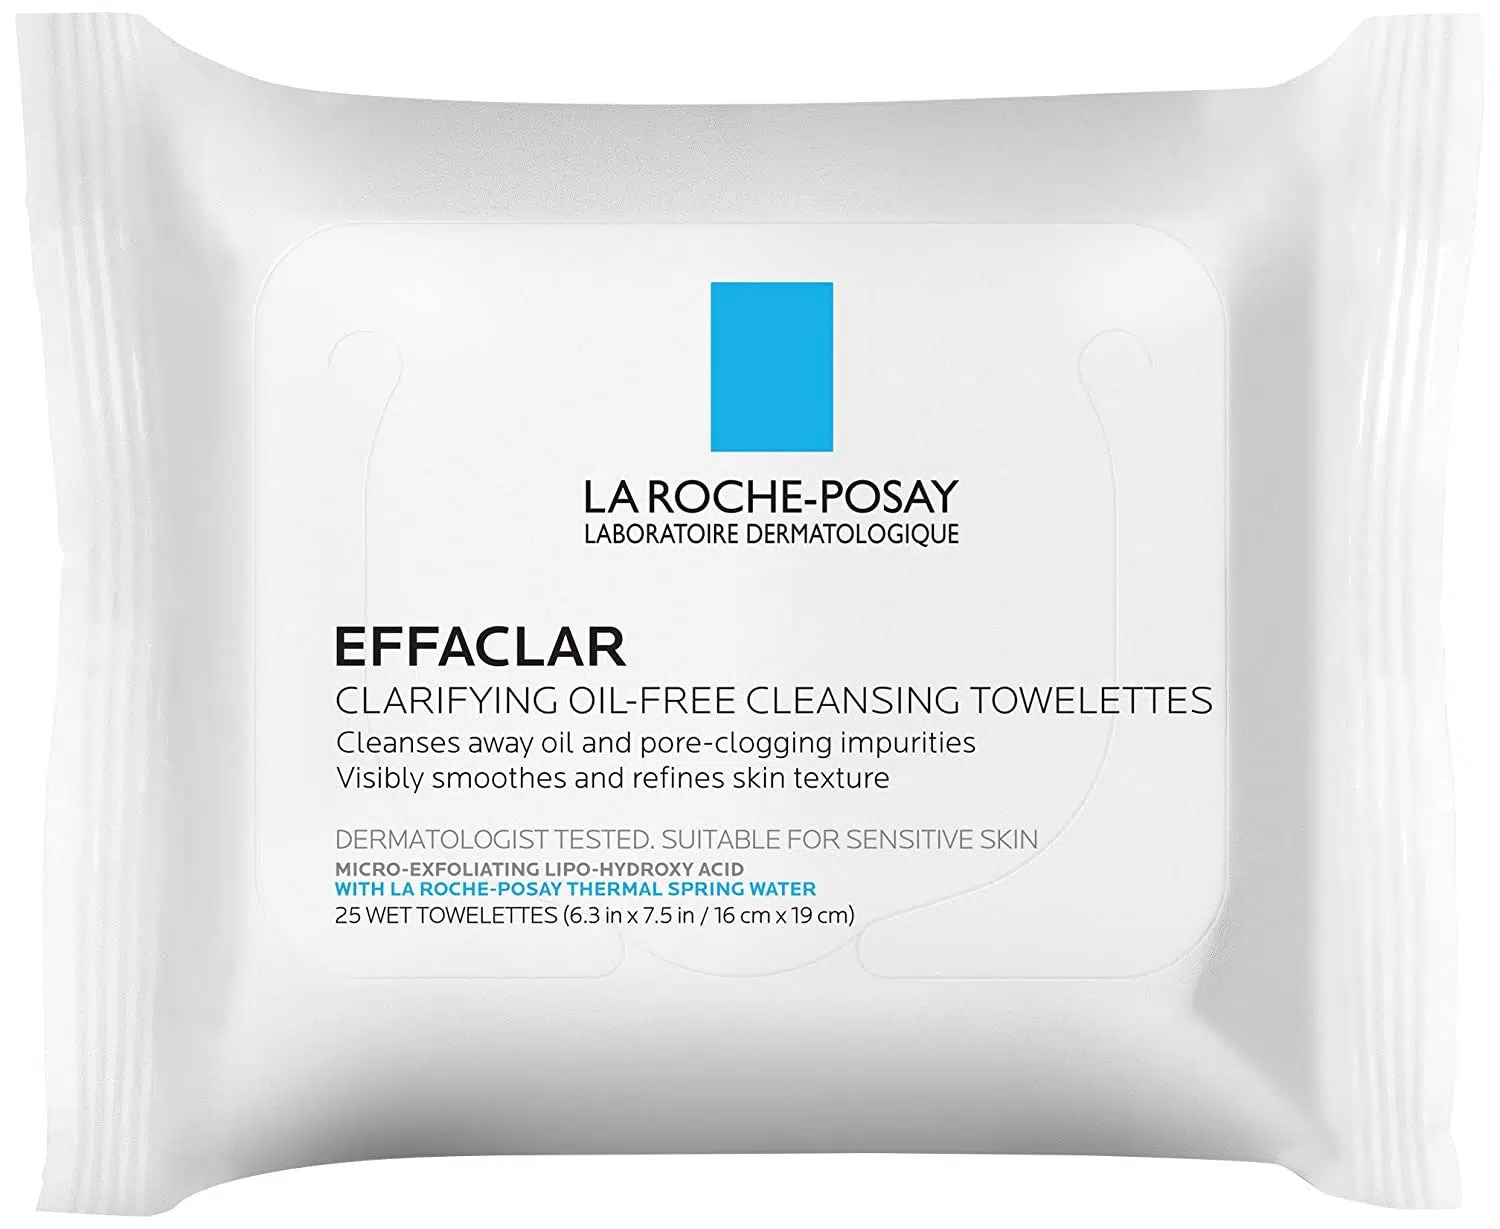 LA ROCHE-POSAY
LABORATOIRE DERMATOLOGIQUE
EFFACLAR
CLARIFYING OIL-FREE CLEANSING TOWELETTES
Cleanses away oil and pore-clogging impurities
Visibly smoothes and refines skin texture
DERMATOLOGIST TESTED. SUITABLE FOR SENSITIVE SKIN
MICRO-EXFOLIATING LIPO-HYDROXY ACID
WITH LA ROCHE-POSAY THERMAL SPRING WATER
25 WET TOWELETTES (6.3 in x 7.5 in / 16 cm x 19 cm)